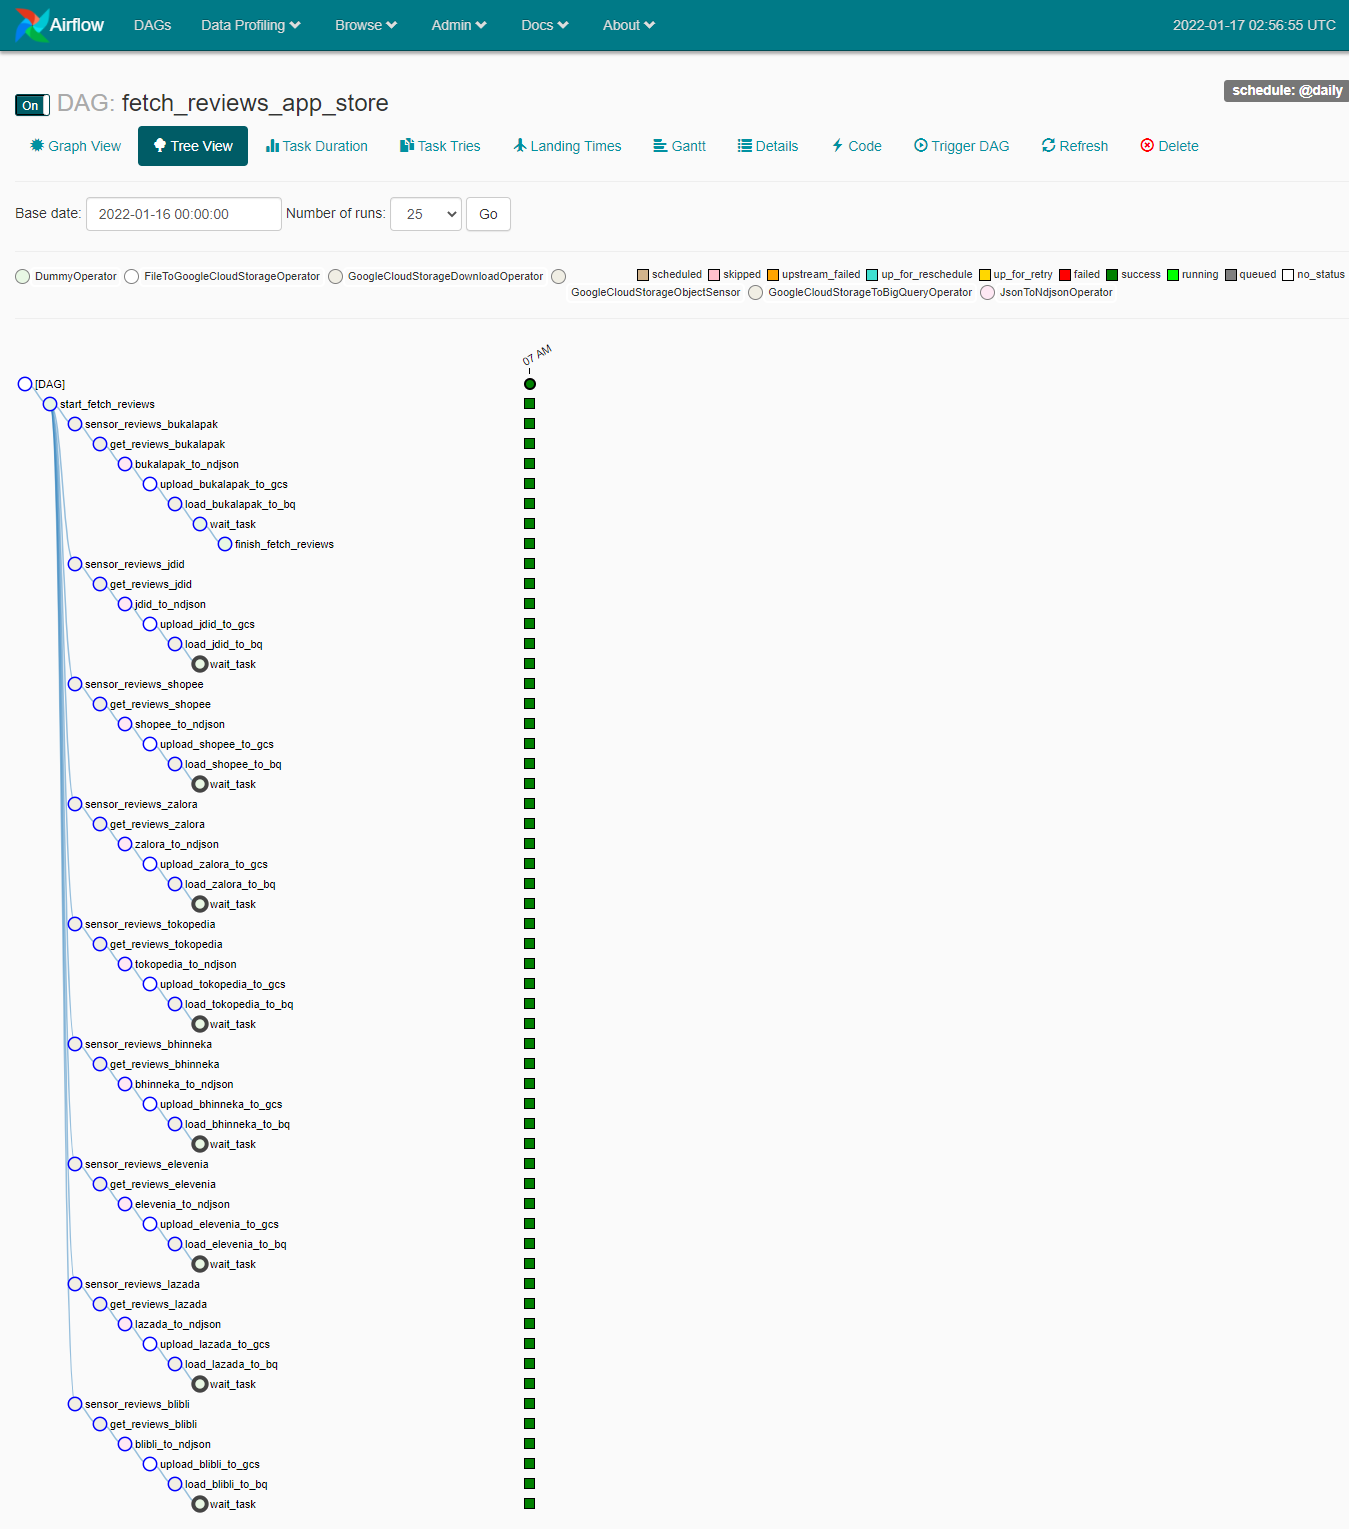 Airflow DAGs Data Profiling Browse Admin Docs About 2022-01-17 02:56:55 UTC
schedule: @daily
On DAG: fetch_reviews_app_store
Graph View Tree View Task Duration Task Tries Landing Times Gantt Details Code Trigger DAG Refresh Delete
Base date: 2022-01-16 00:00:00 Number of runs: 25 Go
DummyOperator FileToGoogleCloudStorageOperator GoogleCloudStorageDownloadOperator scheduled skipped upstream_failed up_for_reschedule up_for_retry failed success running queued no_status
GoogleCloudStorageObjectSensor GoogleCloudStorageToBigQueryOperator JsonToNdjsonOperator
07 AM
[DAG]
start_fetch_reviews
sensor_reviews_bukalapak
get_reviews_bukalapak
bukalapak_to_ndjson
upload_bukalapak_to_gcs
load_bukalapak_to_bq
wait_task
finish_fetch_reviews
sensor_reviews_jdid
get_reviews_jdid
jdid_to_ndjson
upload_jdid_to_gcs
load_jdid_to_bq
wait_task
sensor_reviews_shopee
get_reviews_shopee
shopee_to_ndjson
upload_shopee_to_gcs
load_shopee_to_bq
wait_task
sensor_reviews_zalora
get_reviews_zalora
zalora_to_ndjson
upload_zalora_to_gcs
load_zalora_to_bq
wait_task
sensor_reviews_tokopedia
get_reviews_tokopedia
tokopedia_to_ndjson
upload_tokopedia_to_gcs
load_tokopedia_to_bq
wait_task
sensor_reviews_bhinneka
get_reviews_bhinneka
bhinneka_to_ndjson
upload_bhinneka_to_gcs
load_bhinneka_to_bq
wait_task
sensor_reviews_elevenia
get_reviews_elevenia
elevenia_to_ndjson
upload_elevenia_to_gcs
load_elevenia_to_bq
wait_task
sensor_reviews_lazada
get_reviews_lazada
lazada_to_ndjson
upload_lazada_to_gcs
load_lazada_to_bq
wait_task
sensor_reviews_blibli
get_reviews_blibli
blibli_to_ndjson
upload_blibli_to_gcs
load_blibli_to_bq
wait_task